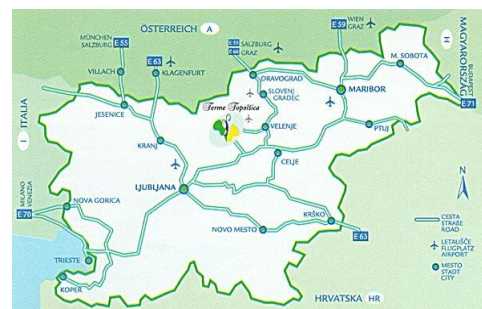 ÖSTERREICH A
MÜNCHEN
SALZBURG
E 55
E 63
KLAGENFURT
VILLACH
E 55
E 66
SALZBURG
GRAZ
E 59
WIEN
GRAZ
H
MAGYARORSZÁG
BUDAPEST
E 71
M. SOBOTA
DRAVOGRAD
SLOVENJ
GRADEC
MARIBOR
JESENICE
Terme Topolšica
VELENJE
PTUJ
ITALIA
I
KRANJ
CELJE
LJUBLJANA
MILANO
VENEZIA
E 70
NOVA GORICA
NOVO MESTO
KRŠKO
E 63
N
CESTA
STRAßE
ROAD
LETALIŠČE
FLUGPLATZ
AIRPORT
MESTO
STADT
CITY
TRIESTE
KOPER
HRVATSKA HR